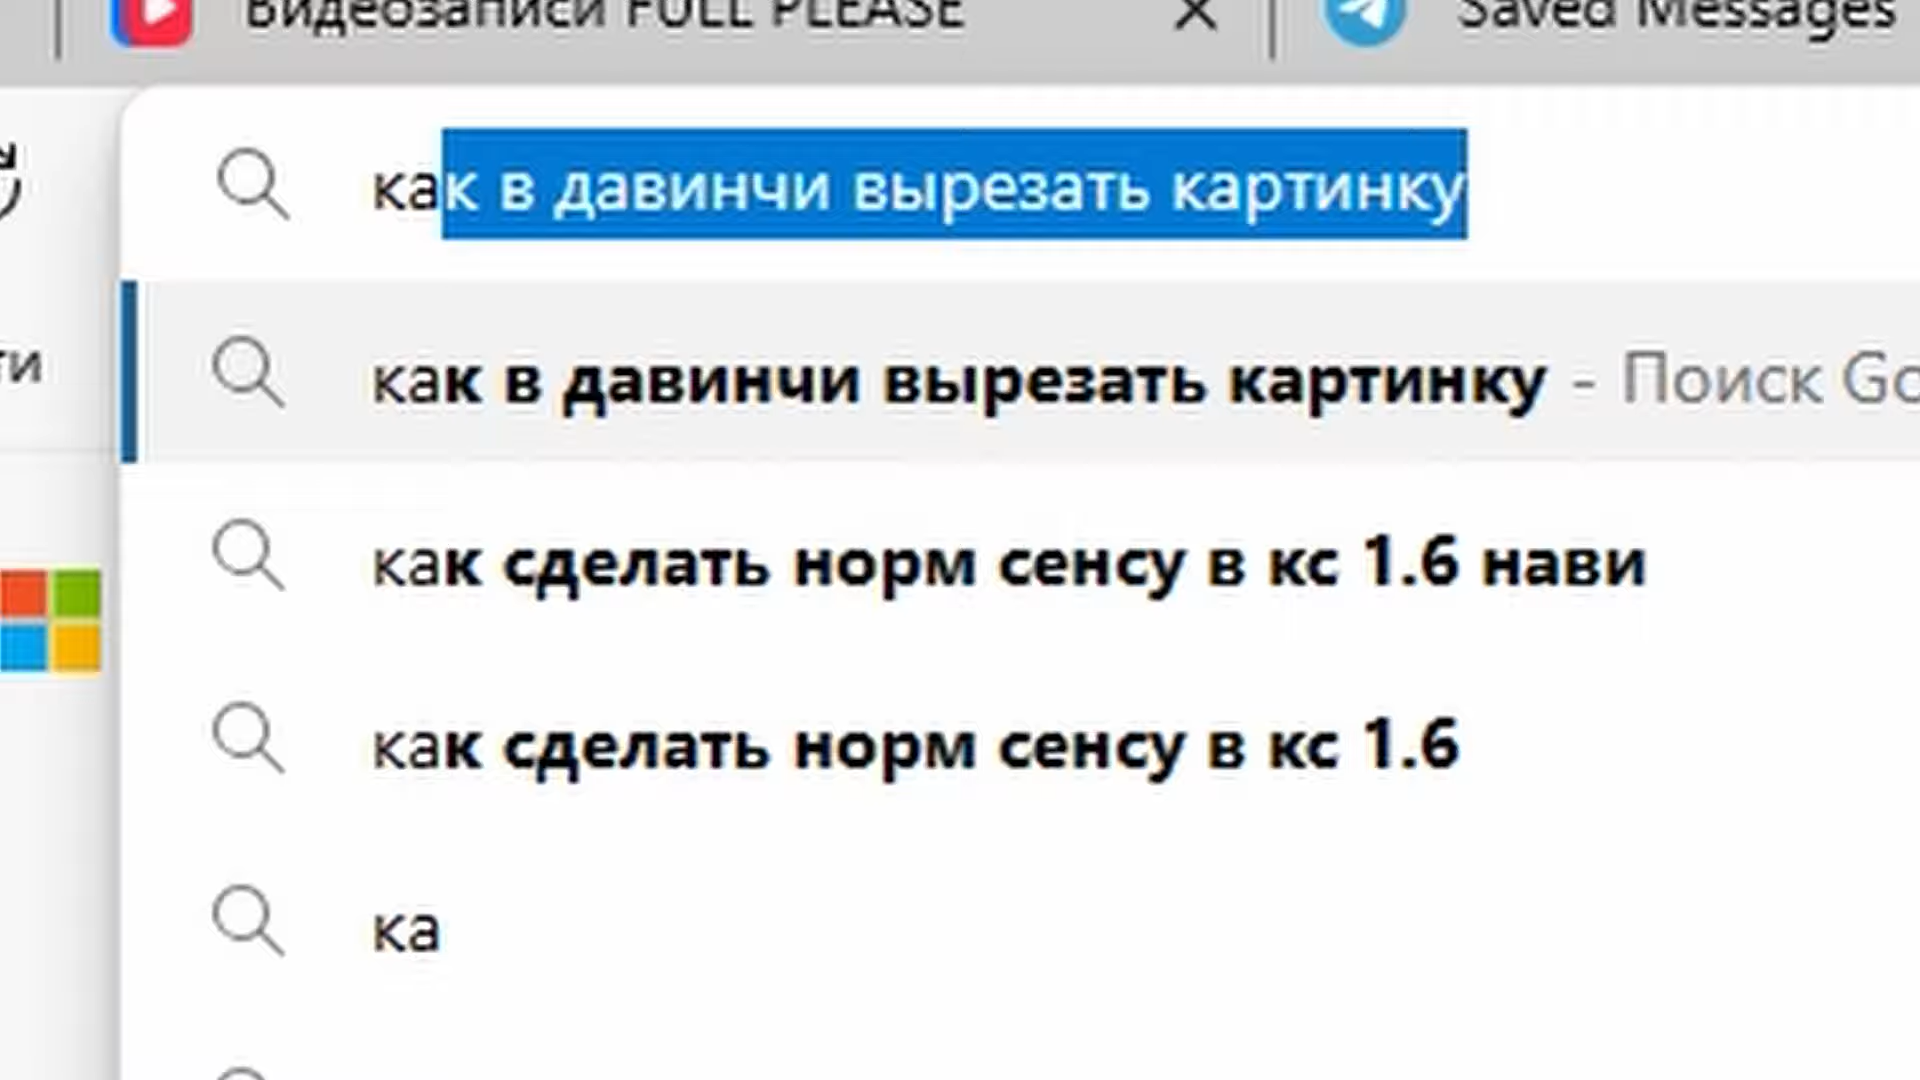 Видеозаписи FULL PLEASE
Saved Messages
как в давинчи вырезать картинку
как в давинчи вырезать картинку - Поиск Go
ти
как сделать норм сенсу в кс 1.6 нави
как сделать норм сенсу в кс 1.6
ка